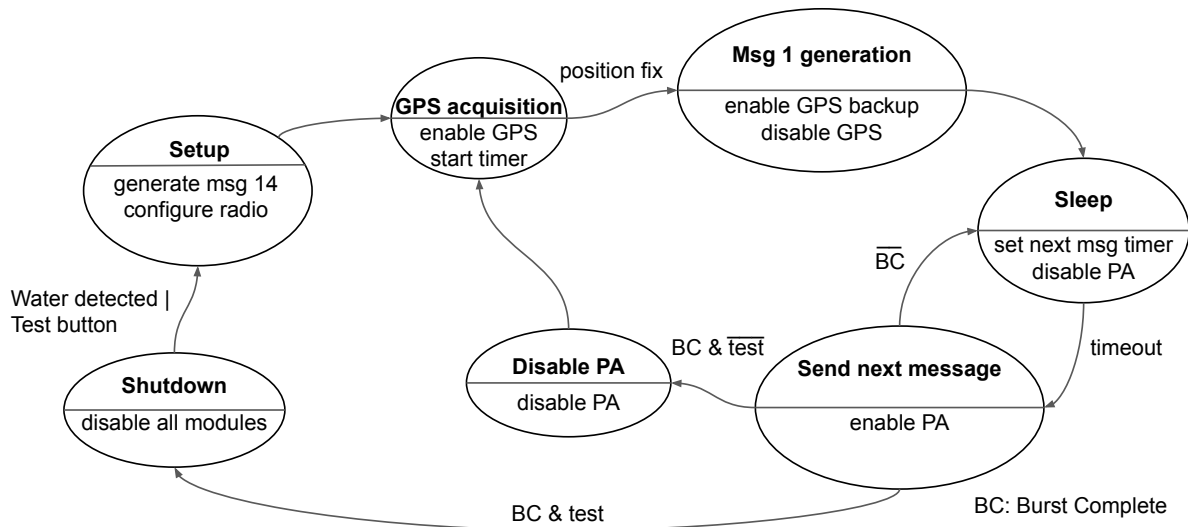 Msg 1 generation
enable GPS backup
disable GPS
position fix
GPS acquisition
enable GPS
start timer
Setup
generate msg 14
configure radio
Sleep
set next msg timer
disable PA
B̅C̅
Water detected |
Test button
timeout
BC & t̅e̅s̅t̅
Disable PA
disable PA
Send next message
enable PA
Shutdown
disable all modules
BC & test
BC: Burst Complete